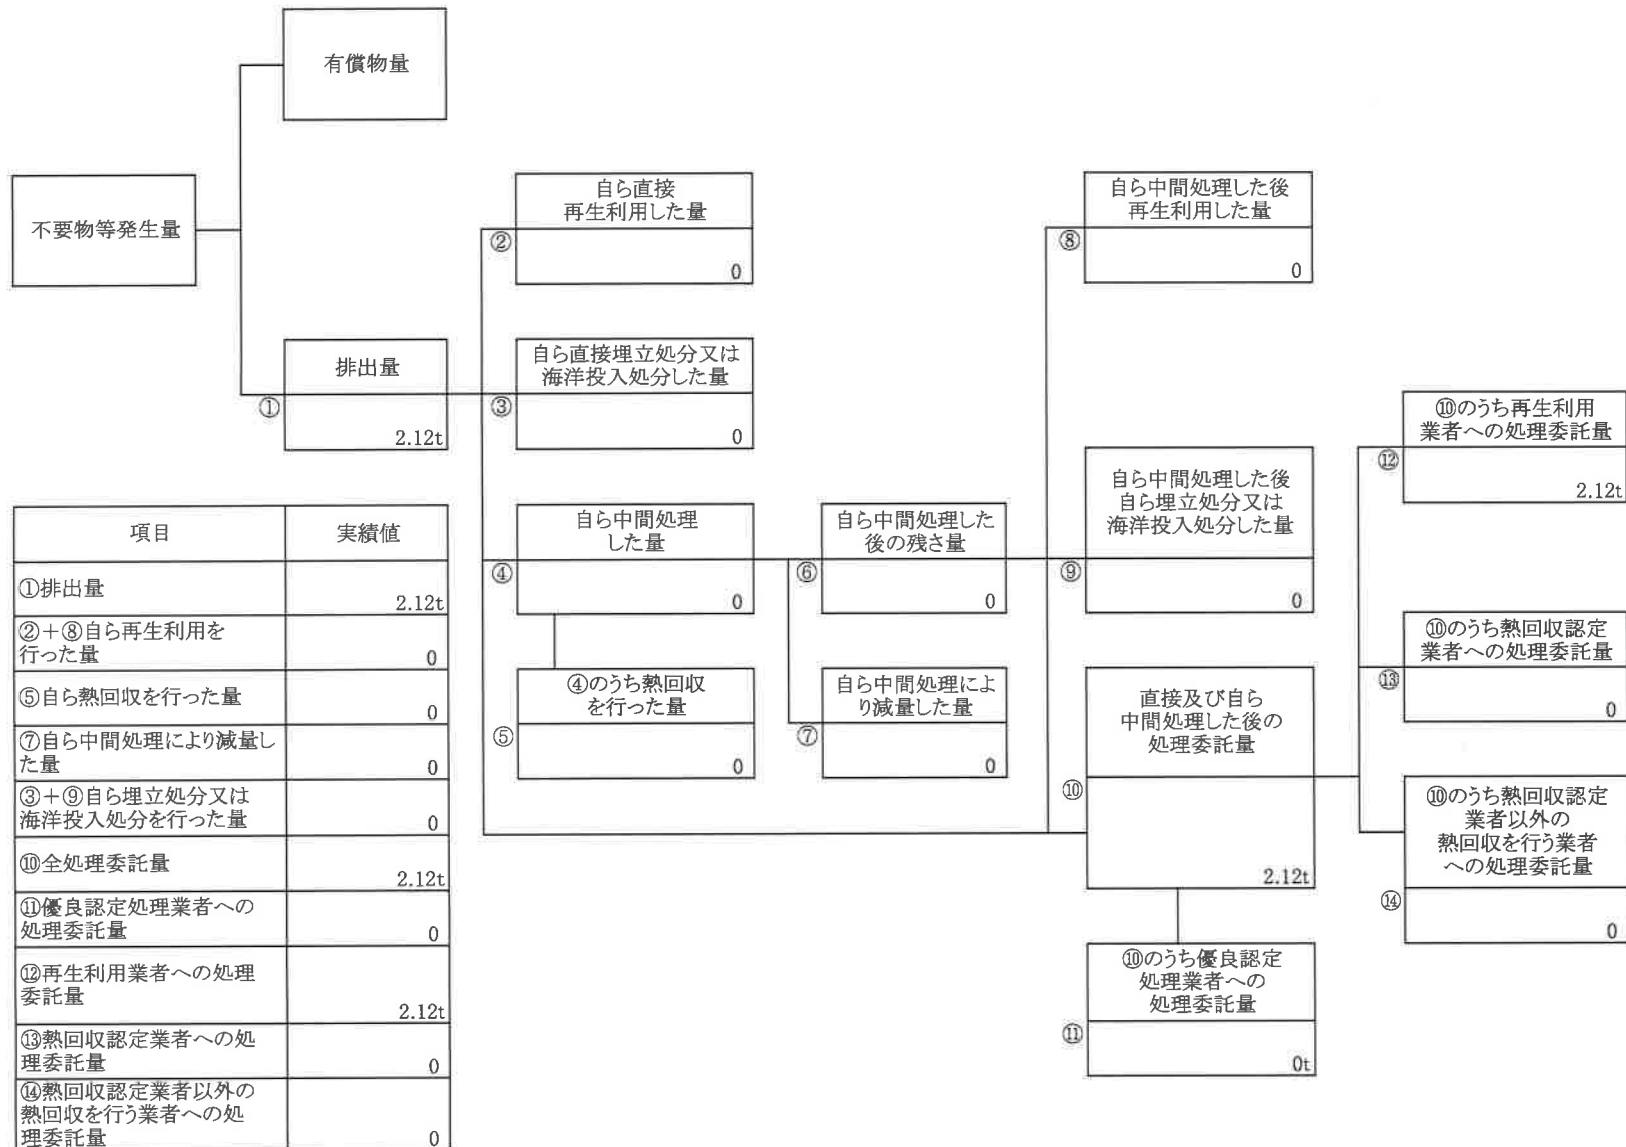 有償物量
不要物等発生量
自ら直接
再生利用した量
②
0
自ら中間処理した後
再生利用した量
⑧
0
排出量
①
2.12t
自ら直接埋立処分又は
海洋投入処分した量
③
0
⑩のうち再生利用
業者への処理委託量
⑫
2.12t
自ら中間処理
した量
④
0
自ら中間処理した
後の残さ量
⑥
0
自ら中間処理した後
自ら埋立処分又は
海洋投入処分した量
⑨
0
⑩のうち熱回収認定
業者への処理委託量
⑬
0
④のうち熱回収
を行った量
⑤
0
自ら中間処理によ
り減量した量
⑦
0
直接及び自ら
中間処理した後の
処理委託量
⑩
2.12t
⑩のうち熱回収認定
業者以外の
熱回収を行う業者
への処理委託量
⑭
0
⑩のうち優良認定
処理業者への
処理委託量
⑪
0t
項目
実績値
①排出量
2.12t
②+⑧自ら再生利用を
行った量
0
⑤自ら熱回収を行った量
0
⑦自ら中間処理により減量し
た量
0
③+⑨自ら埋立処分又は
海洋投入処分を行った量
0
⑩全処理委託量
2.12t
⑪優良認定処理業者への
処理委託量
0
⑫再生利用業者への処理
委託量
2.12t
⑬熱回収認定業者への処
理委託量
0
⑭熱回収認定業者以外の
熱回収を行う業者への処
理委託量
0